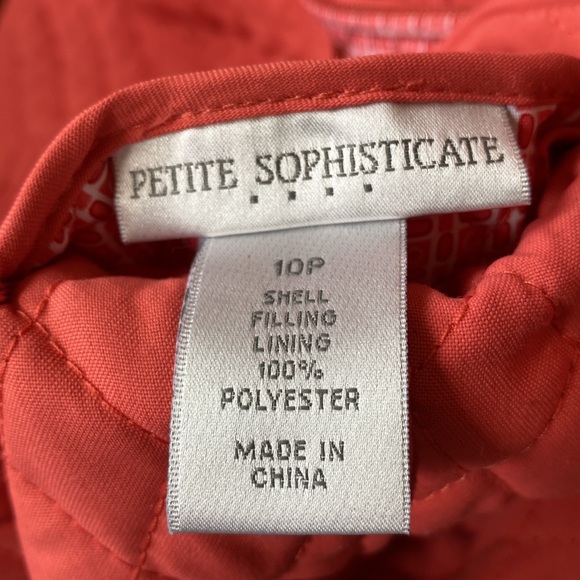 PETITE SOPHISTICATE
10P
SHELL
FILLING
LINING
100%
POLYESTER
MADE IN
CHINA